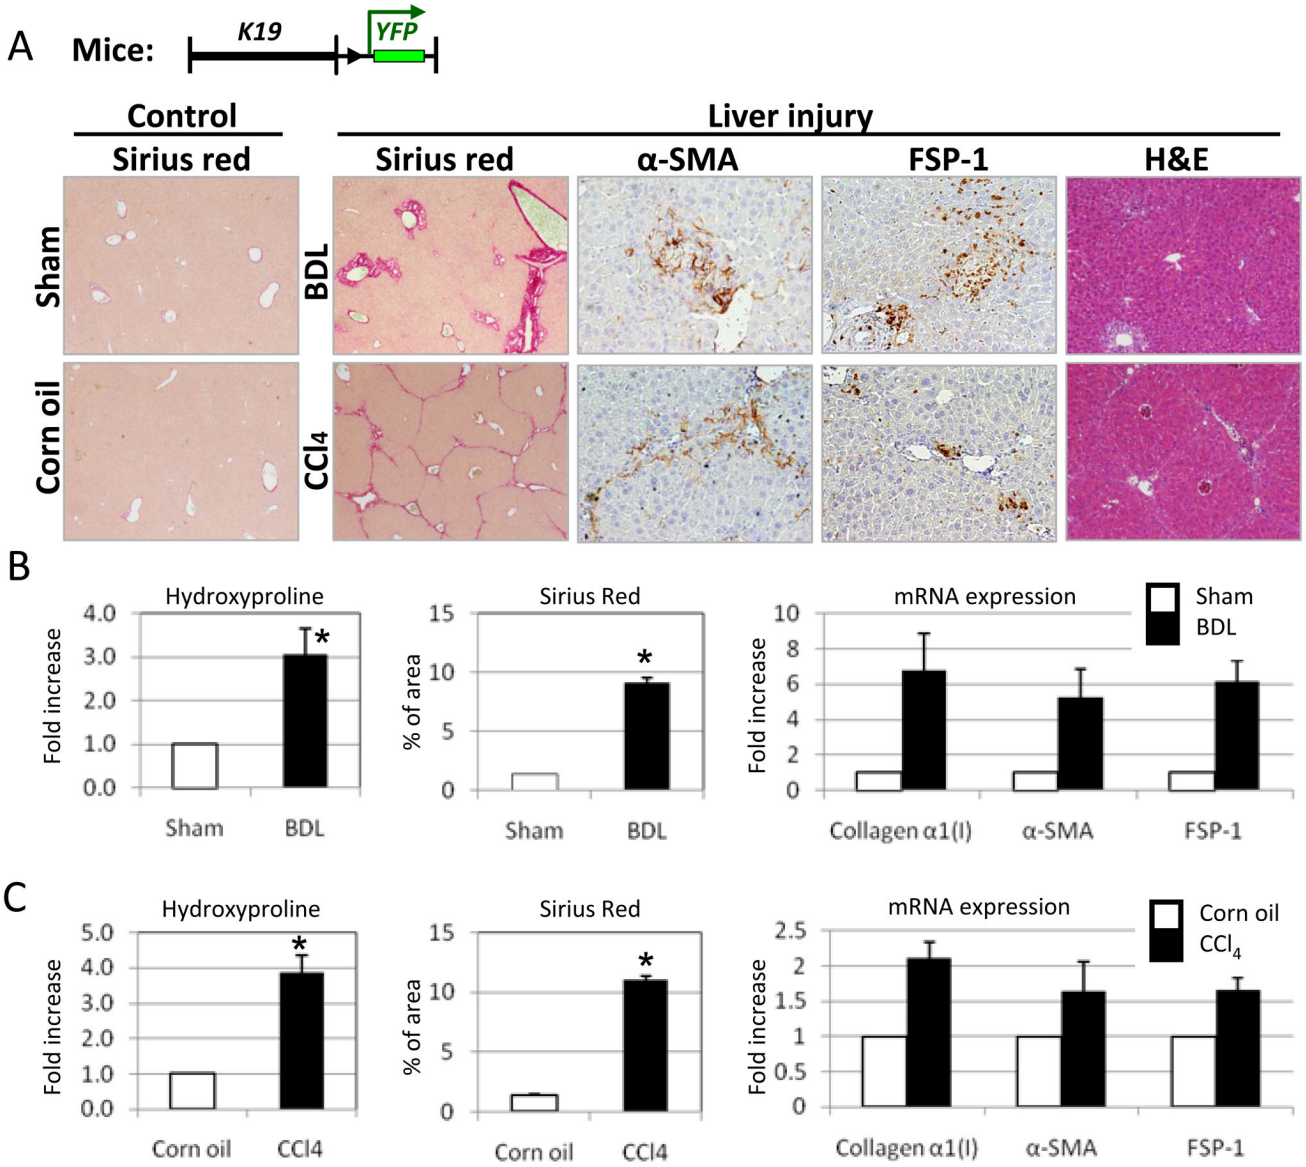 A
Mice:
K19
YFP
Control
Liver injury
Sirius red
Sirius red
α-SMA
FSP-1
H&E
Sham
BDL
Corn oil
CCl4
B
Hydroxyproline
Fold increase
4.0
3.0
2.0
1.0
0.0
Sham
BDL
*
Sirius Red
% of area
15
10
5
0
Sham
BDL
*
mRNA expression
Fold increase
10
8
6
4
2
0
Collagen α1(I)
α-SMA
FSP-1
Sham
BDL
C
Hydroxyproline
Fold increase
5.0
4.0
3.0
2.0
1.0
0.0
Corn oil
CCl4
*
Sirius Red
% of area
15
10
5
0
Corn oil
CCl4
*
mRNA expression
Fold increase
2.5
2
1.5
1
0.5
0
Collagen α1(I)
α-SMA
FSP-1
Corn oil
CCl4